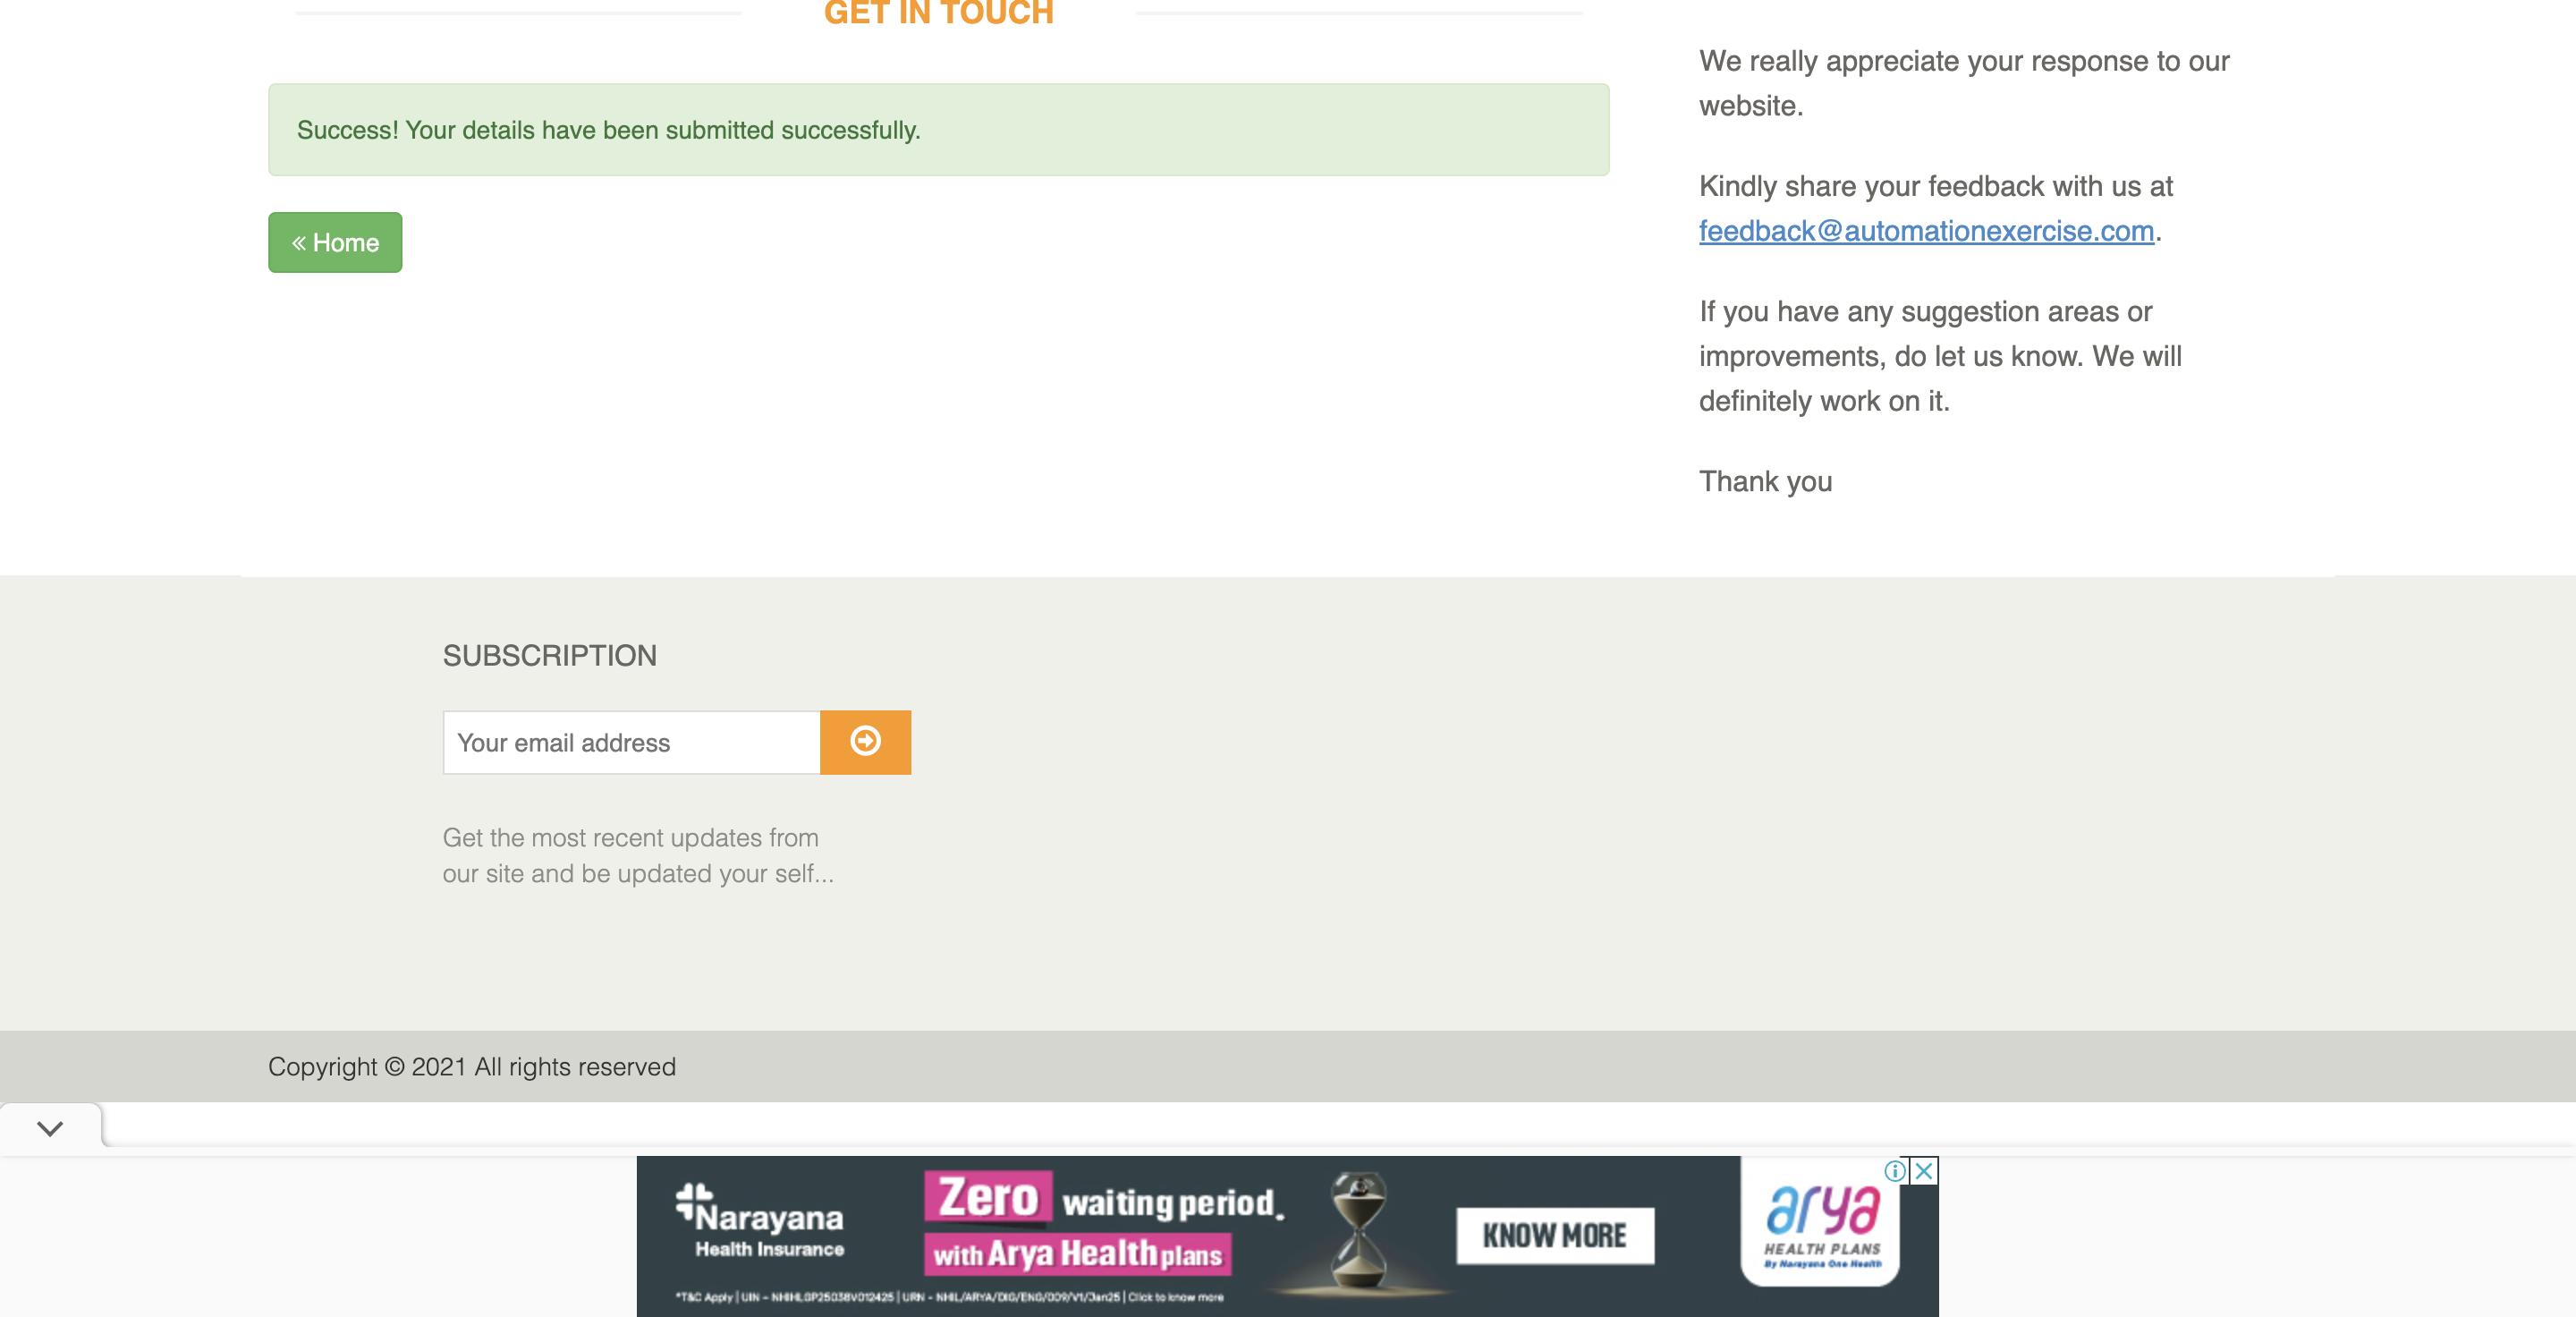 GET IN TOUCH
Success! Your details have been submitted successfully.
« Home
We really appreciate your response to our
website.
Kindly share your feedback with us at
feedback@automationexercise.com.
If you have any suggestion areas or
improvements, do let us know. We will
definitely work on it.
Thank you
SUBSCRIPTION
Your email address
Get the most recent updates from
our site and be updated your self...
Copyright © 2021 All rights reserved
Narayana
Health Insurance
Zero waiting period.
with Arya Health plans
*T&C Apply | UIN - NHIHLGP25038V012425 | URN - NHIL/ARYA/DIG/ENG/009/V1/Jan25 | Click to know more
KNOW MORE
arya
HEALTH PLANS
By Narayana One Health